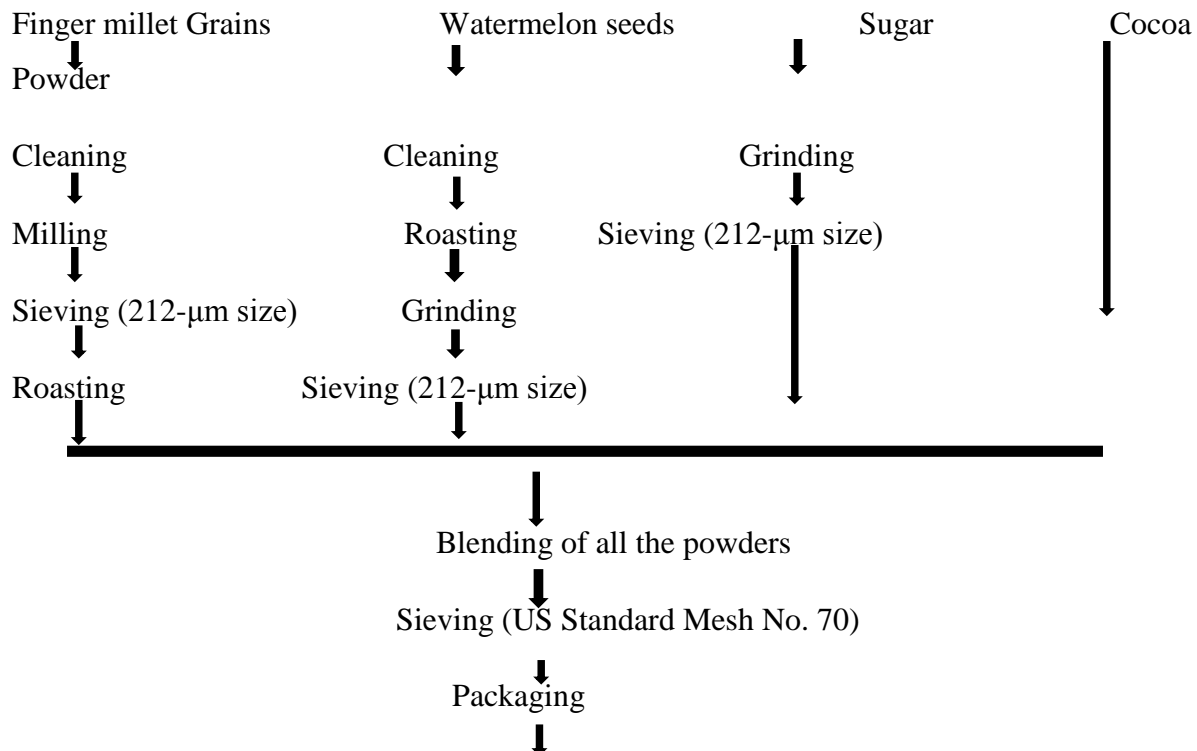 Finger millet Grains Watermelon seeds Sugar Cocoa
Powder
Cleaning Cleaning Grinding
Milling Roasting Sieving (212-μm size)
Sieving (212-μm size) Grinding
Roasting Sieving (212-μm size)
Blending of all the powders
Sieving (US Standard Mesh No. 70)
Packaging